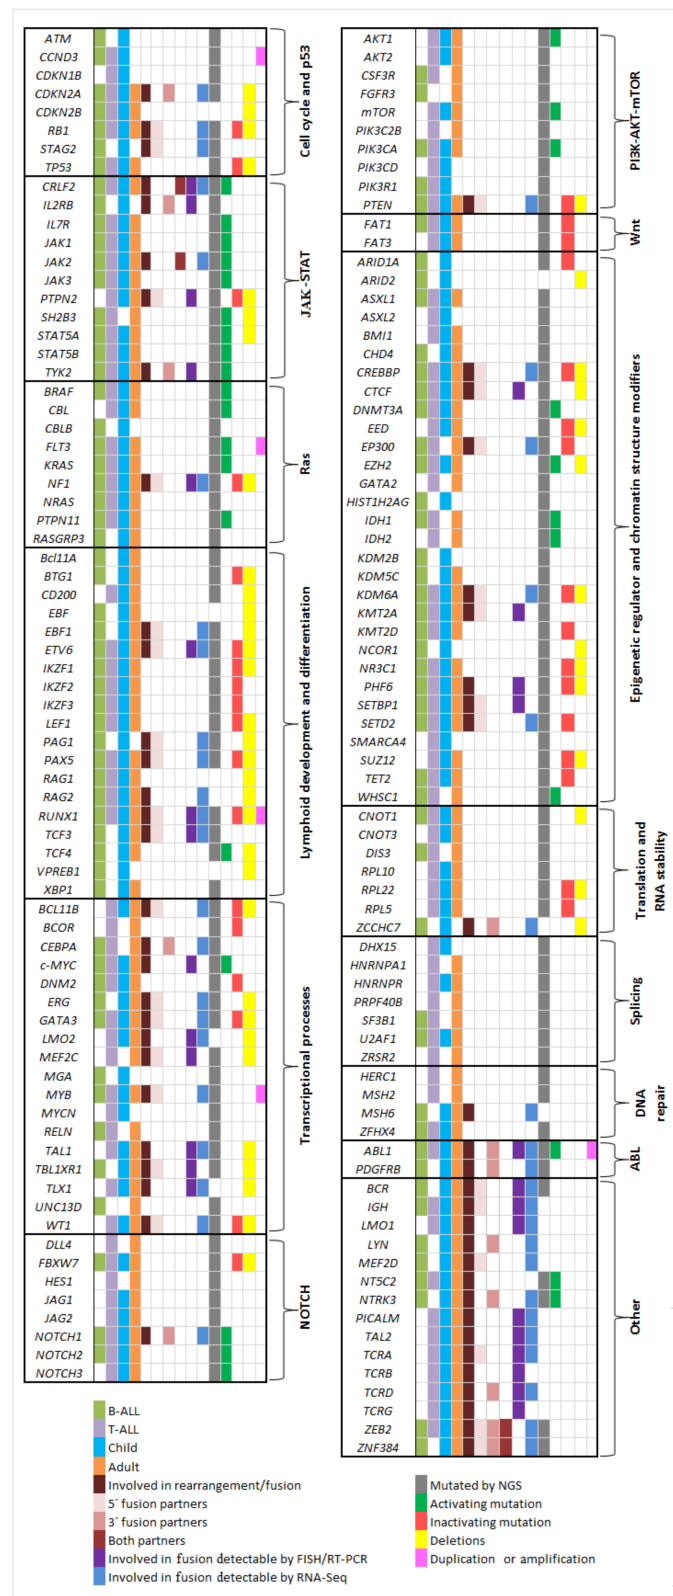 ATM
CCND3
CDKN1B
CDKN2A
CDKN2B
RB1
STAG2
TP53
Cell cycle and p53
CRLF2
IL2RB
IL7R
JAK1
JAK2
JAK3
PTPN2
SH2B3
STAT5A
STAT5B
TYK2
JAK-STAT
BRAF
CBL
CBLB
FLT3
KRAS
NF1
NRAS
PTPN11
RASGRP3
Ras
Bcl11A
BTG1
CD200
EBF
EBF1
ETV6
IKZF1
IKZF2
IKZF3
LEF1
PAG1
PAX5
RAG1
RAG2
RUNX1
TCF3
TCF4
VPREB1
XBP1
Lymphoid development and differentiation
BCL11B
BCOR
CEBPA
c-MYC
DNM2
ERG
GATA3
LMO2
MEF2C
MGA
MYB
MYCN
RELN
TAL1
TBL1XR1
TLX1
UNC13D
WT1
Transcriptional processes
DLL4
FBXW7
HES1
JAG1
JAG2
NOTCH1
NOTCH2
NOTCH3
NOTCH
AKT1
AKT2
CSF3R
FGFR3
mTOR
PIK3C2B
PIK3CA
PIK3CD
PIK3R1
PTEN
PI3K-AKT-mTOR
FAT1
FAT3
Wnt
ARID1A
ARID2
ASXL1
ASXL2
BMI1
CHD4
CREBBP
CTCF
DNMT3A
EED
EP300
EZH2
GATA2
HIST1H2AG
IDH1
IDH2
KDM2B
KDM5C
KDM6A
KMT2A
KMT2D
NCOR1
NR3C1
PHF6
SETBP1
SETD2
SMARCA4
SUZ12
TET2
WHSC1
Epigenetic regulator and chromatin structure modifiers
CNOT1
CNOT3
DIS3
RPL10
RPL22
RPL5
ZCCHC7
Translation and
RNA stability
DHX15
HNRNPA1
HNRNPR
PRPF40B
SF3B1
U2AF1
ZRSR2
Splicing
HERC1
MSH2
MSH6
ZFHX4
DNA
repair
ABL1
PDGFRB
ABL
BCR
IGH
LMO1
LYN
MEF2D
NT5C2
NTRK3
PICALM
TAL2
TCRA
TCRB
TCRD
TCRG
ZEB2
ZNF384
Other
B-ALL
T-ALL
Child
Adult
Involved in rearrangement/fusion
5´ fusion partners
3´ fusion partners
Both partners
Involved in fusion detectable by FISH/RT-PCR
Involved in fusion detectable by RNA-Seq
Mutated by NGS
Activating mutation
Inactivating mutation
Deletions
Duplication or amplification